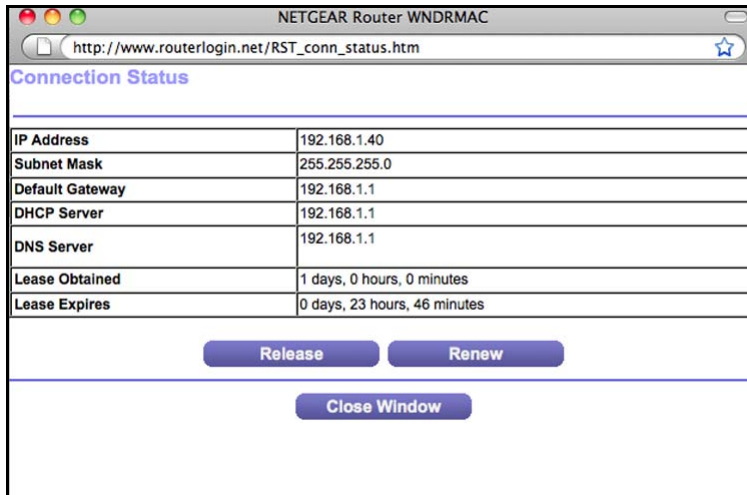 NETGEAR Router WNDRMAC
http://www.routerlogin.net/RST_conn_status.htm
Connection Status
IP Address 192.168.1.40
Subnet Mask 255.255.255.0
Default Gateway 192.168.1.1
DHCP Server 192.168.1.1
DNS Server 192.168.1.1
Lease Obtained 1 days, 0 hours, 0 minutes
Lease Expires 0 days, 23 hours, 46 minutes
Release Renew
Close Window